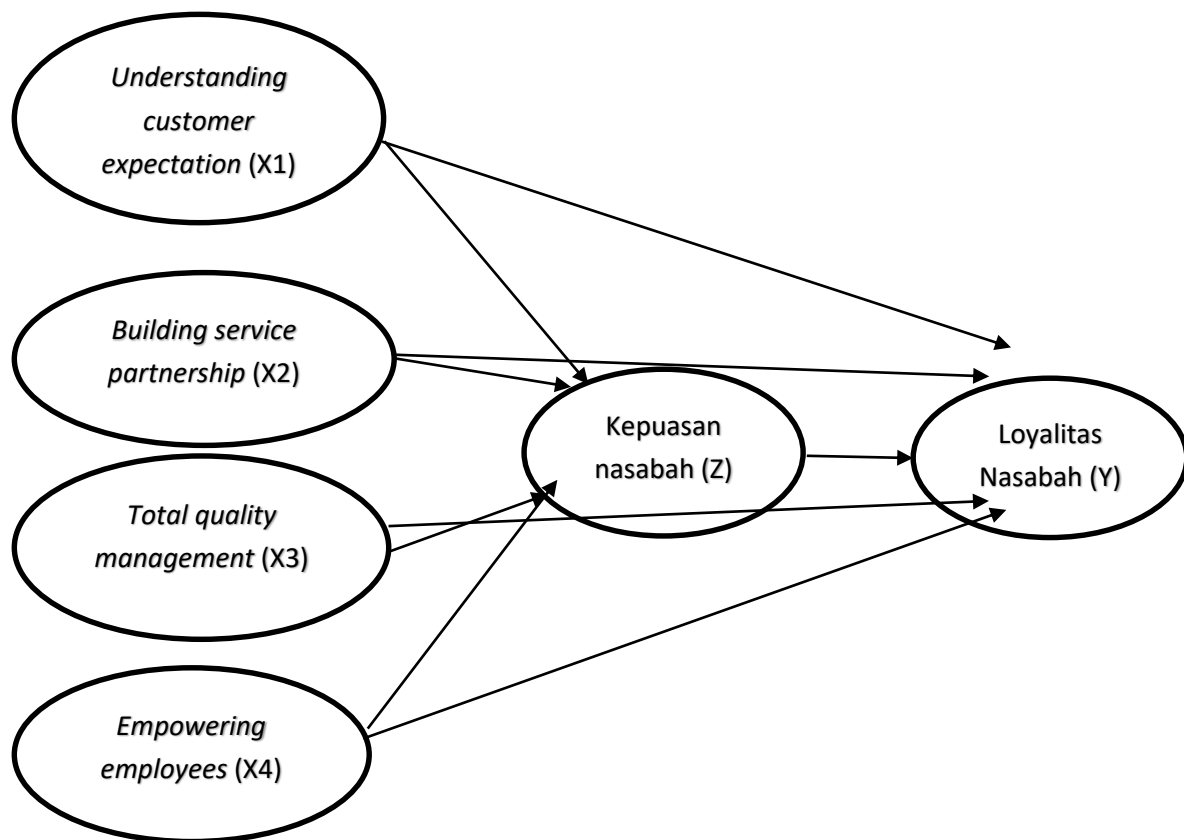 Understanding
customer
expectation (X1)
Building service
partnership (X2)
Kepuasan
nasabah (Z)
Loyalitas
Nasabah (Y)
Total quality
management (X3)
Empowering
employees (X4)